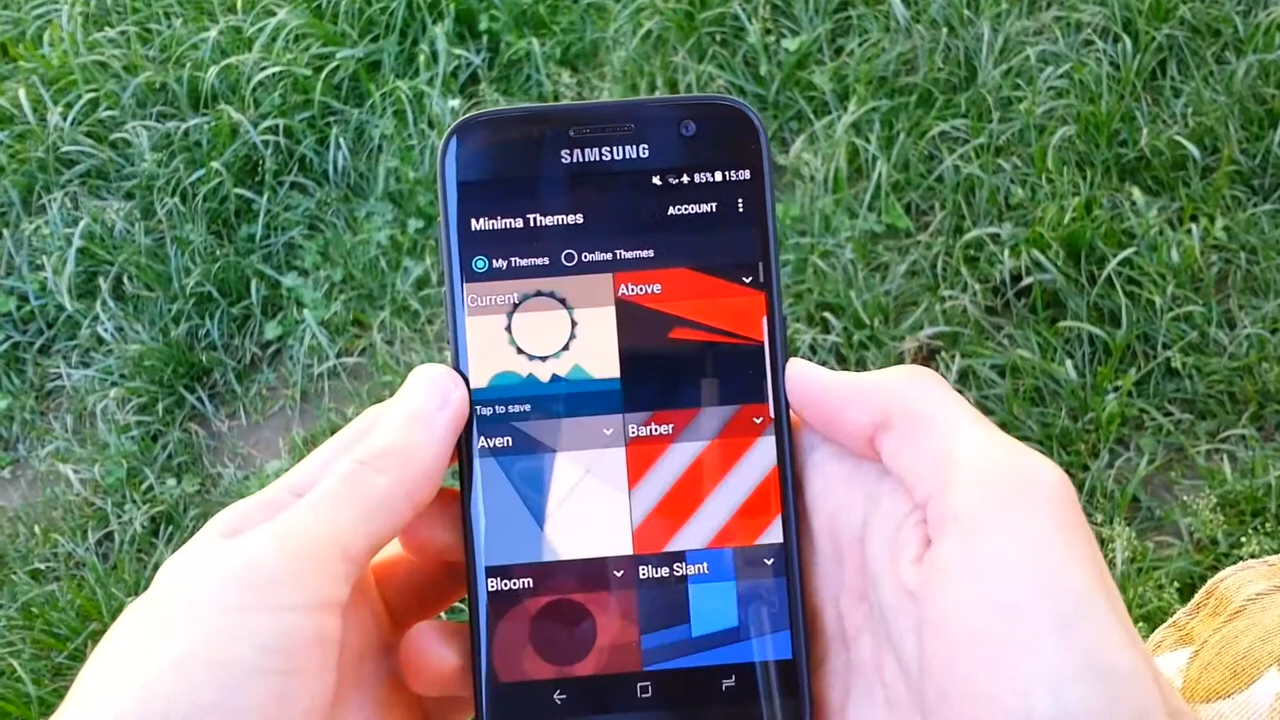 SAMSUNG
85% 15:08
Minima Themes
ACCOUNT
My Themes
Online Themes
Current
Above
Tap to save
Aven
Barber
Bloom
Blue Slant